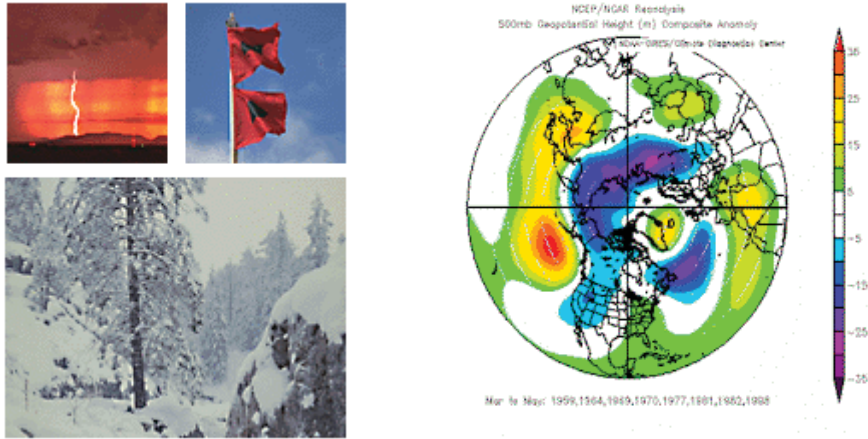 NCEP/NCAR Reanalysis
500mb Geopotential Height (m) Composite Anomaly
NOAA-CIRES/Climate Diagnostics Center
35
25
15
5
-5
-15
-25
-35
Mar to May: 1959,1964,1969,1970,1977,1981,1982,1988